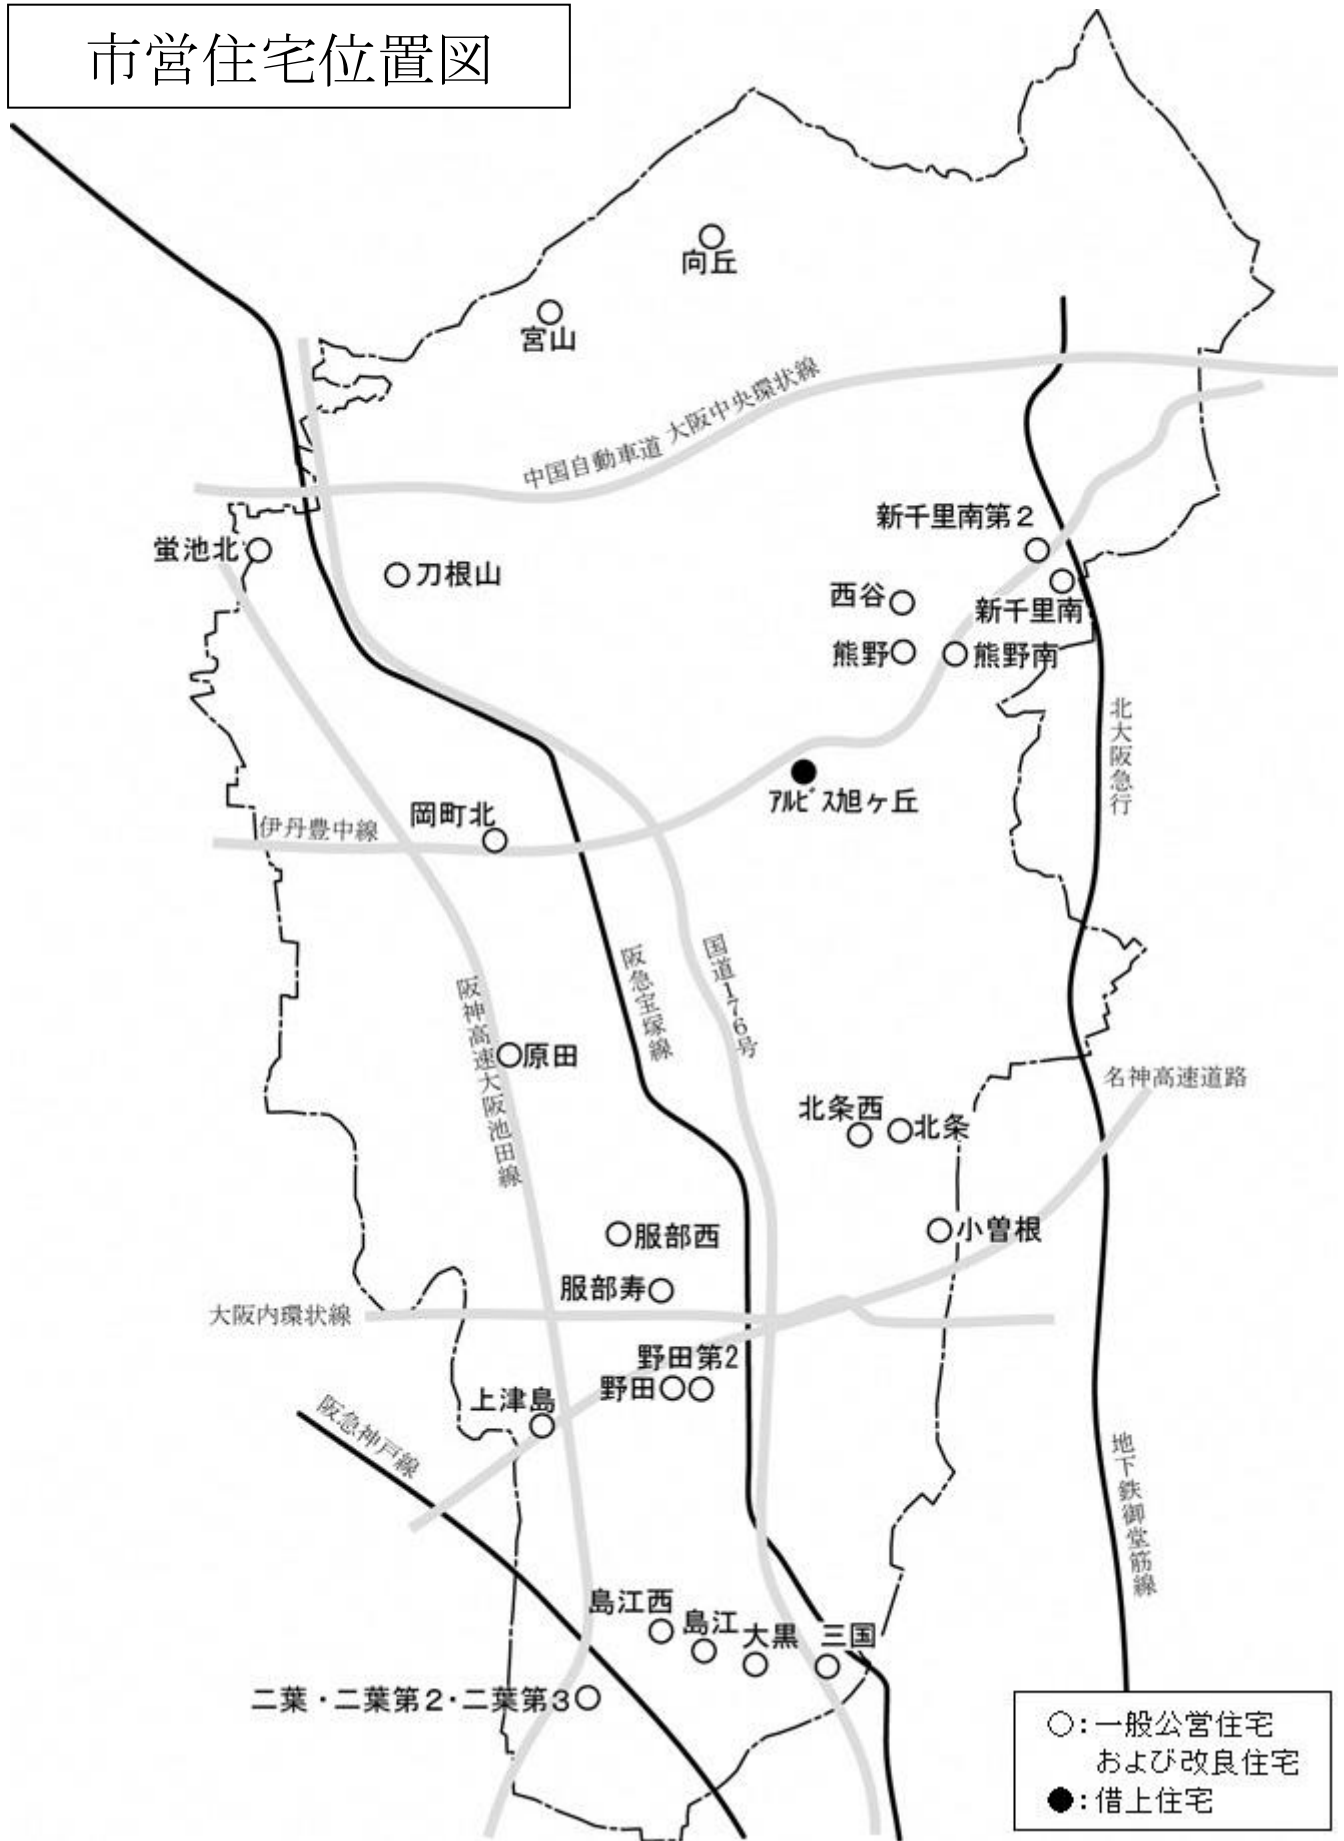 市営住宅位置図
向丘
宮山
中国自動車道 大阪中央環状線
新千里南第2
蛍池北
刀根山
西谷
新千里南
熊野
熊野南
北大阪急行
アルビス旭ヶ丘
岡町北
伊丹豊中線
阪急宝塚線
国道176号
阪神高速大阪池田線
原田
名神高速道路
北条西
北条
服部西
小曽根
服部寿
大阪内環状線
野田第2
野田
上津島
阪急神戸線
地下鉄御堂筋線
島江西
島江
大黒
三国
二葉・二葉第2・二葉第3
○:一般公営住宅
および改良住宅
●:借上住宅